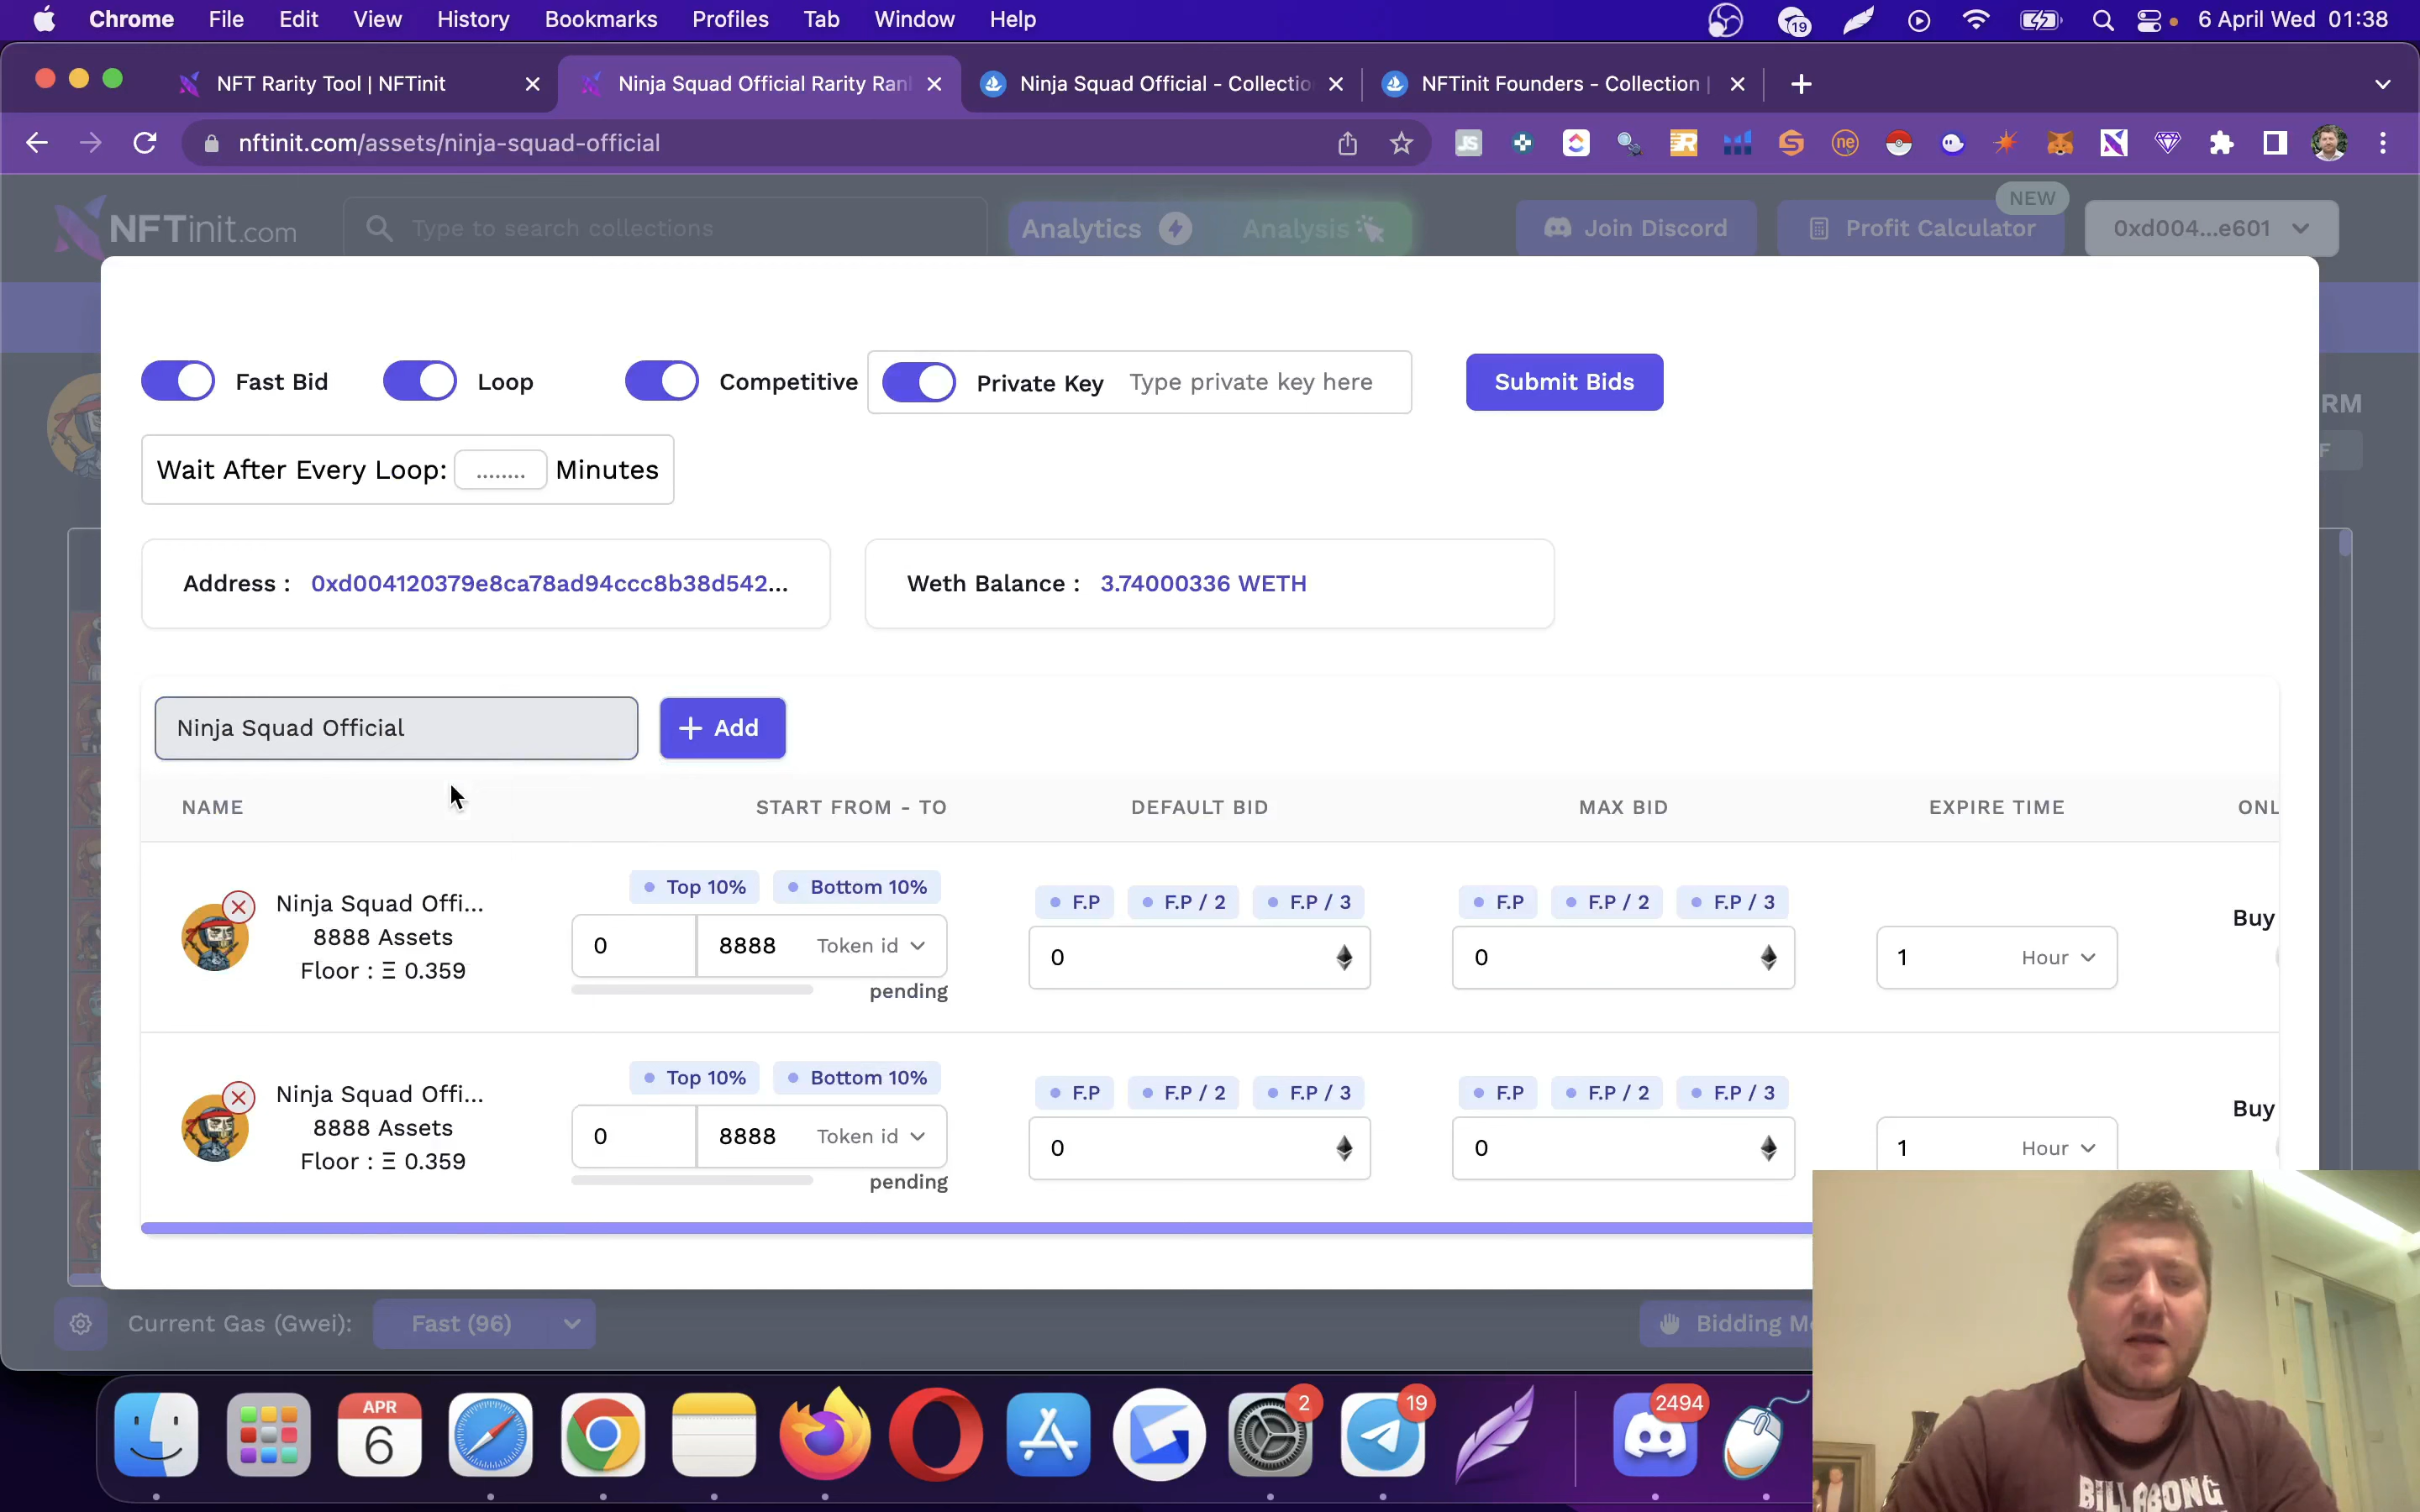 Chrome File Edit View History Bookmarks Profiles Tab Window Help 19 6 April Wed 01:38
NFT Rarity Tool | NFTinit Ninja Squad Official Rarity Ran Ninja Squad Official - Collectio NFTinit Founders - Collection |
nftinit.com/assets/ninja-squad-official
NEW
NFTinit.com Type to search collections Analytics Analysis Join Discord Profit Calculator 0xd004...e601
Fast Bid Loop Competitive Private Key Type private key here Submit Bids
RM
Wait After Every Loop: ........ Minutes
F
Address : 0xd004120379e8ca78ad94ccc8b38d542... Weth Balance : 3.74000336 WETH
Ninja Squad Official + Add
NAME START FROM - TO DEFAULT BID MAX BID EXPIRE TIME ONL
Top 10% Bottom 10% F.P F.P / 2 F.P / 3 F.P F.P / 2 F.P / 3
Ninja Squad Offi... Buy
8888 Assets 0 8888 Token id 0 0 1 Hour
Floor : Ξ 0.359
pending
Top 10% Bottom 10% F.P F.P / 2 F.P / 3 F.P F.P / 2 F.P / 3
Ninja Squad Offi... Buy
8888 Assets 0 8888 Token id 0 0 1 Hour
Floor : Ξ 0.359
pending
Current Gas (Gwei): Fast (96) Bidding M
APR
6
2
19
2494
BILLABONG